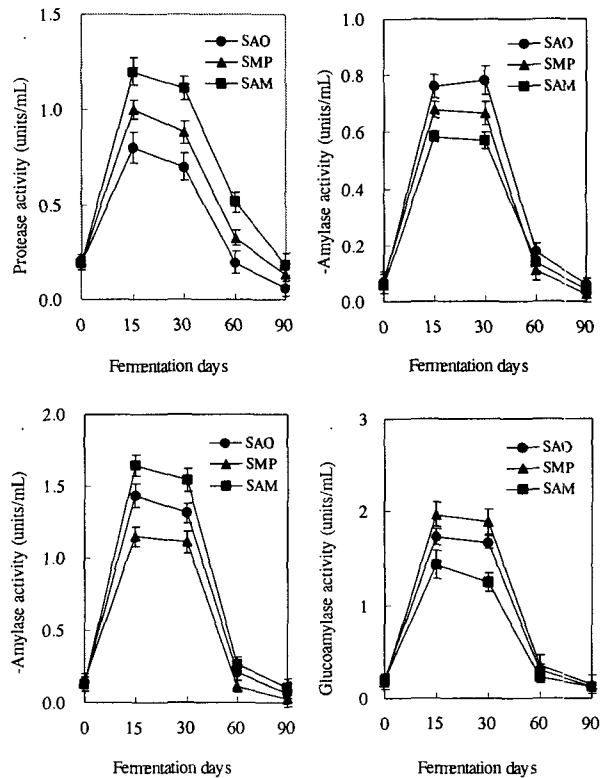 Protease activity (units/mL)
1.5
1.0
0.5
0.0
SAO
SMP
SAM
0 15 30 60 90
Fermentation days
-Amylase activity (units/mL)
1.0
0.8
0.6
0.4
0.2
0.0
SAO
SMP
SAM
0 15 30 60 90
Fermentation days
-Amylase activity (units/mL)
2.0
1.5
1.0
0.5
0.0
SAO
SMP
SAM
0 15 30 60 90
Fermentation days
Glucoamylase activity (units/mL)
3
2
1
0
SAO
SMP
SAM
0 15 30 60 90
Fermentation days